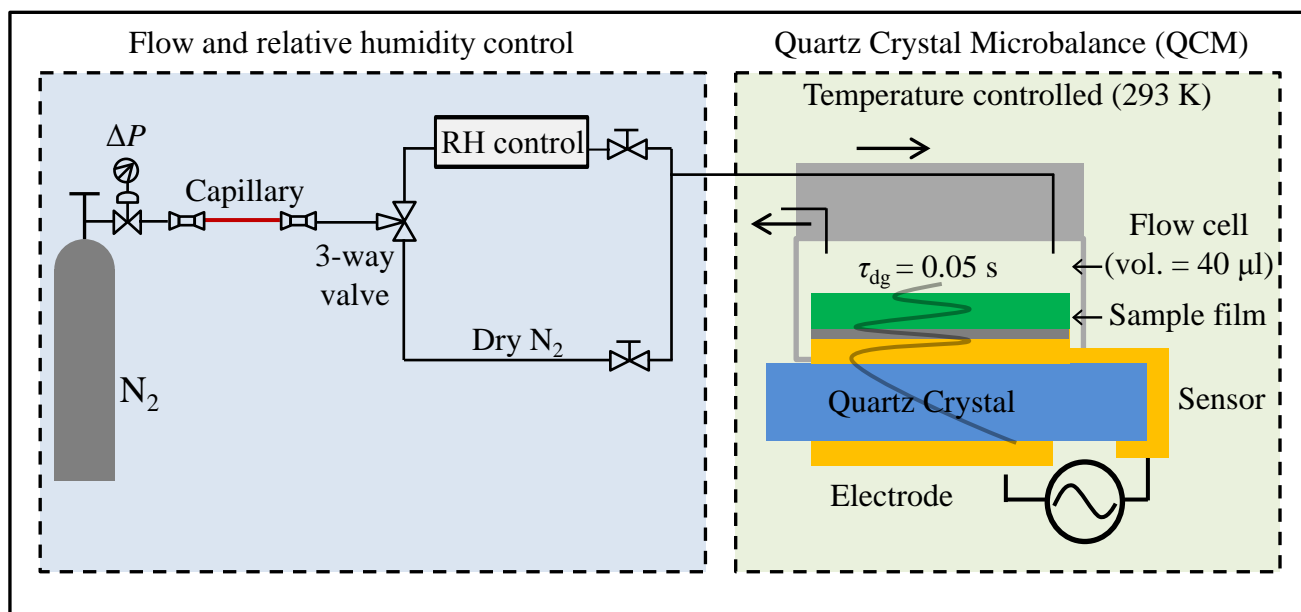 Flow and relative humidity control
ΔP
Capillary
RH control
3-way
valve
Dry N₂
N₂
Quartz Crystal Microbalance (QCM)
Temperature controlled (293 K)
τdg = 0.05 s
Flow cell
(vol. = 40 μl)
Sample film
Quartz Crystal
Sensor
Electrode